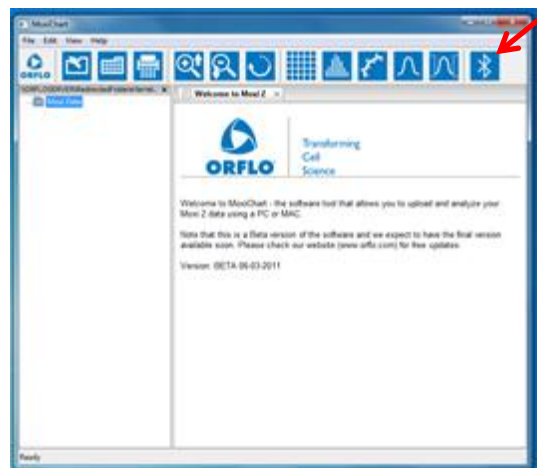 MoxiChart
File Edit View Help
ORFLO
Moxi Data
Welcome to Moxi Z
ORFLO
Transforming
Cell
Science
Welcome to MoxiChart - the software tool that allows you to upload and analyze your
Moxi Z data using a PC or MAC.
Note that this is a Beta version of the software and we expect to have the final version
available soon. Please check our website (www.orflo.com) for free updates.
Version: BETA 06-03-2011
Ready